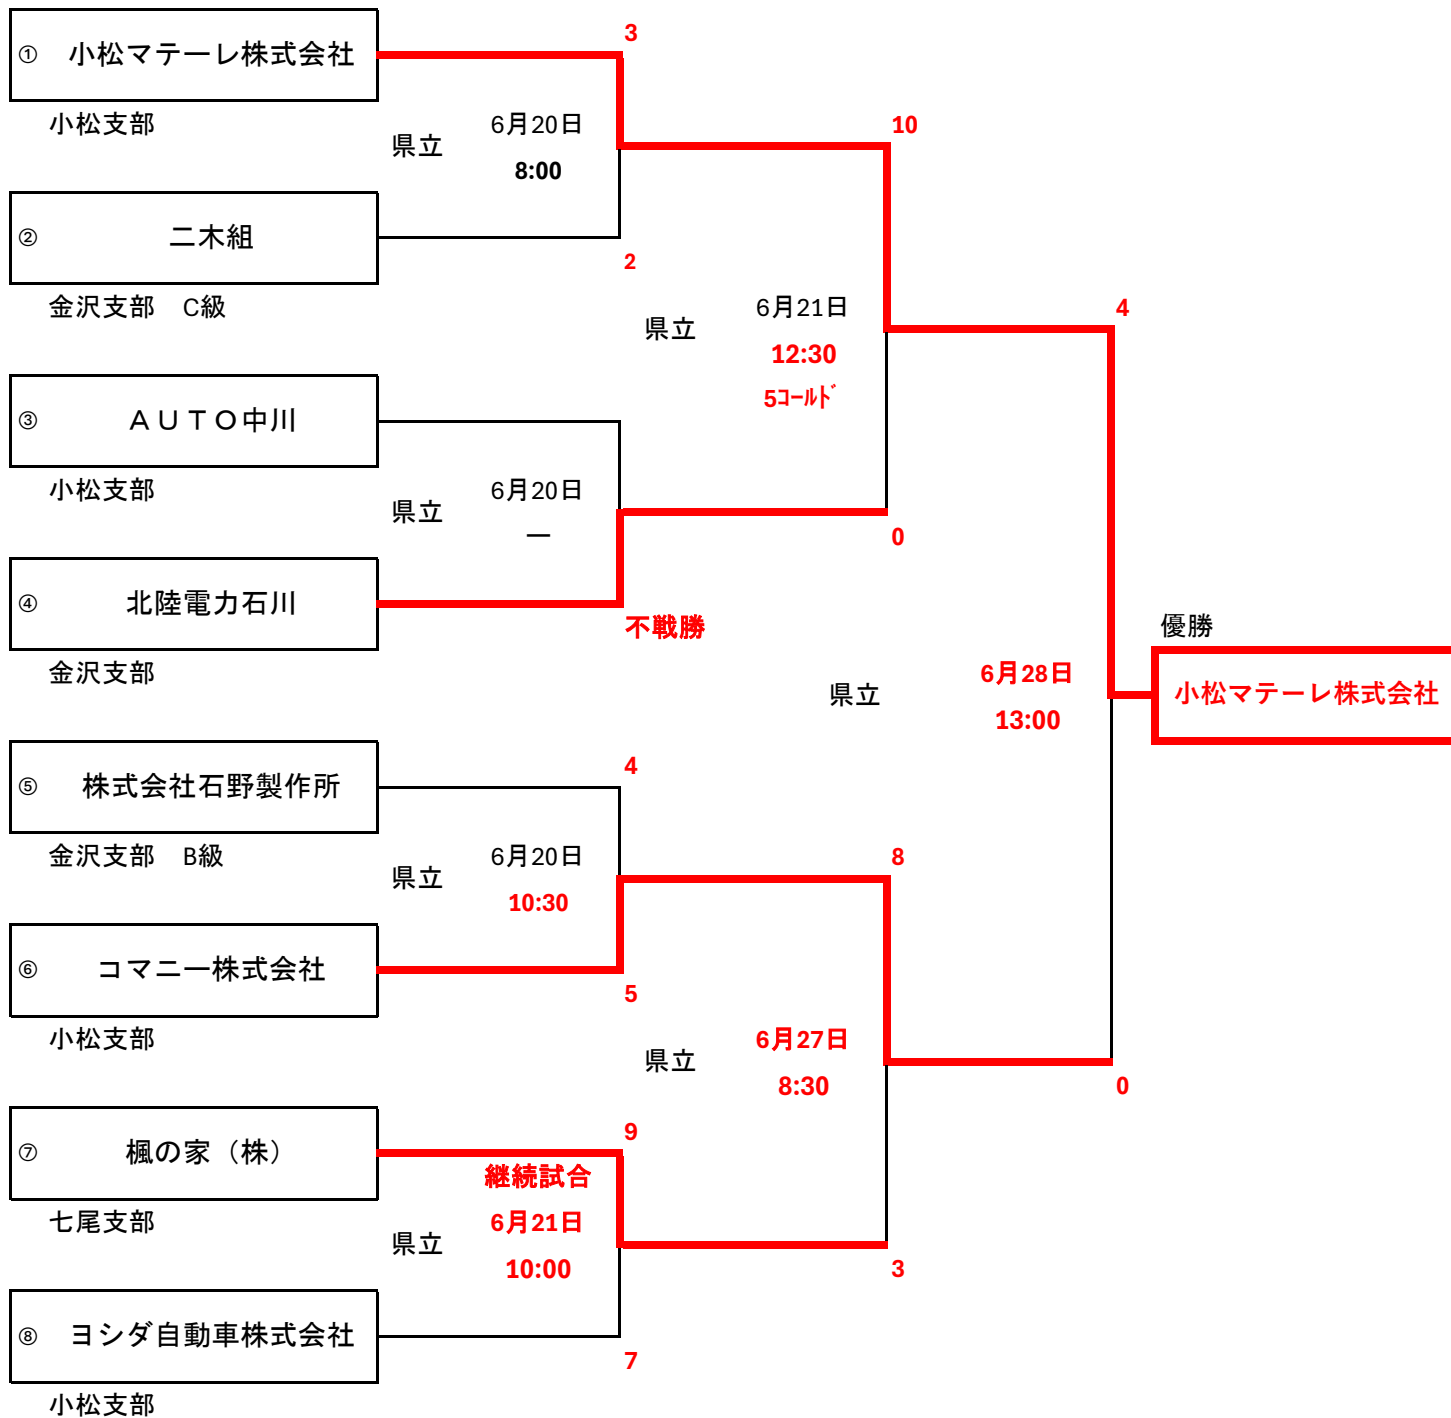 ① 小松マテーレ株式会社
小松支部
3
県立
6月20日
8:00
② 二木組
金沢支部　C級
2
10
県立
6月21日
12:30
5ｺｰﾙﾄﾞ
③ ＡＵＴＯ中川
小松支部
県立
6月20日
―
④ 北陸電力石川
金沢支部
不戦勝
0
4
県立
6月28日
13:00
優勝
小松マテーレ株式会社
⑤ 株式会社石野製作所
金沢支部　B級
4
県立
6月20日
10:30
⑥ コマニー株式会社
小松支部
5
8
県立
6月27日
8:30
0
⑦ 楓の家（株）
七尾支部
9
継続試合
県立
6月21日
10:00
3
⑧ ヨシダ自動車株式会社
小松支部
7